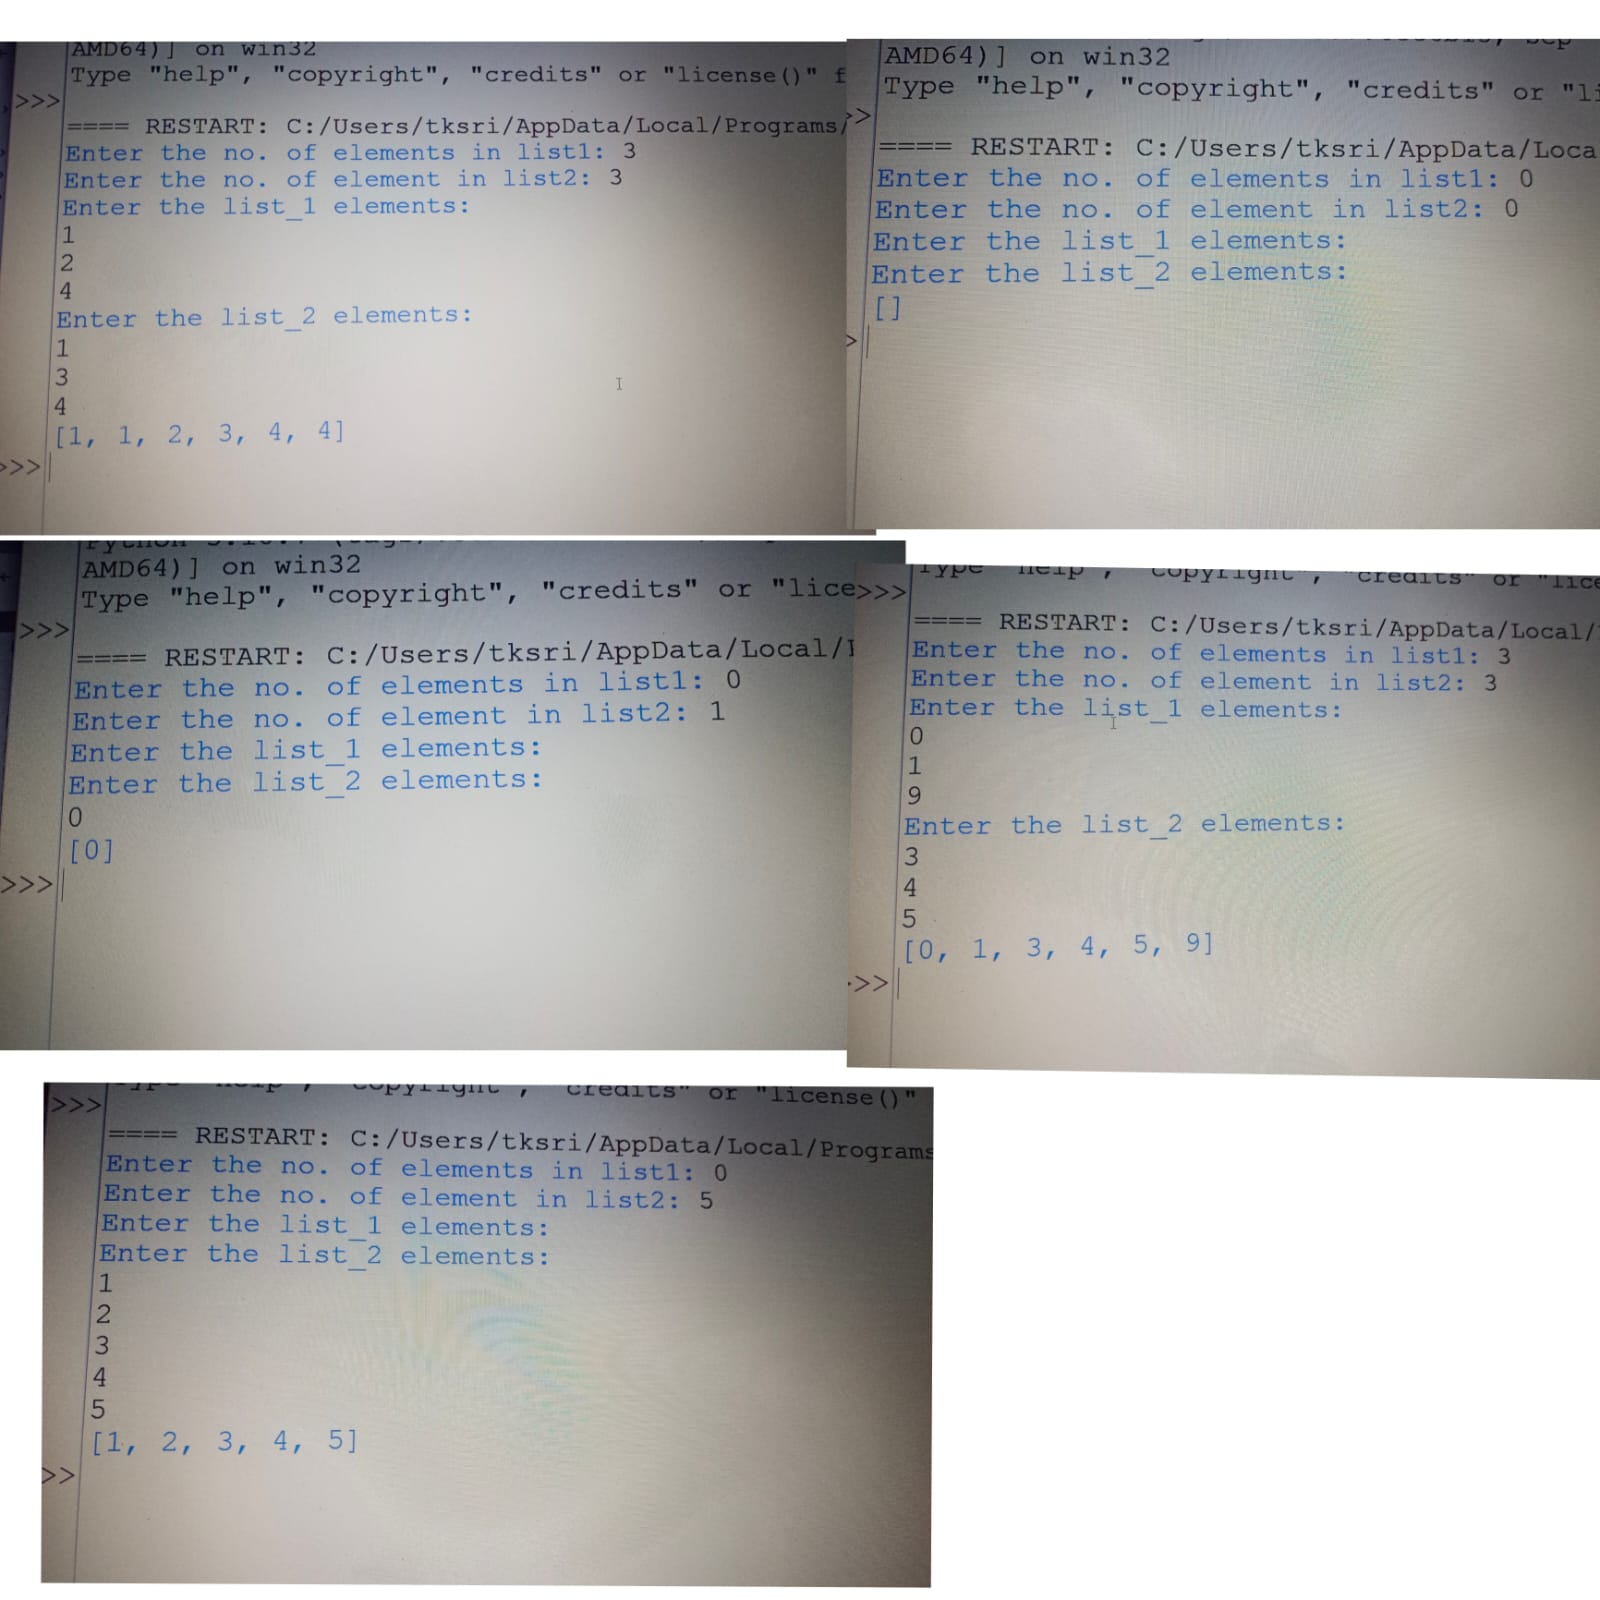 AMD64)] on win32
Type "help", "copyright", "credits" or "license()" f
>>>
==== RESTART: C:/Users/tksri/AppData/Local/Programs/
Enter the no. of elements in list1: 3
Enter the no. of element in list2: 3
Enter the list_1 elements:
1
2
4
Enter the list_2 elements:
1
3
4
[1, 1, 2, 3, 4, 4]
>>>
AMD64)] on win32
Type "help", "copyright", "credits" or "li
>>
==== RESTART: C:/Users/tksri/AppData/Loca
Enter the no. of elements in list1: 0
Enter the no. of element in list2: 0
Enter the list_1 elements:
Enter the list_2 elements:
[]
>
AMD64)] on win32
Type "help", "copyright", "credits" or "lice
>>>
==== RESTART: C:/Users/tksri/AppData/Local/
Enter the no. of elements in list1: 0
Enter the no. of element in list2: 1
Enter the list_1 elements:
Enter the list_2 elements:
0
[0]
>>>
Type "help", "copyright", "credits" or "lice
>>>
==== RESTART: C:/Users/tksri/AppData/Local/
Enter the no. of elements in list1: 3
Enter the no. of element in list2: 3
Enter the list_1 elements:
0
1
9
Enter the list_2 elements:
3
4
5
[0, 1, 3, 4, 5, 9]
>>
"copyright", "credits" or "license()"
>>>
==== RESTART: C:/Users/tksri/AppData/Local/Programs
Enter the no. of elements in list1: 0
Enter the no. of element in list2: 5
Enter the list_1 elements:
Enter the list_2 elements:
1
2
3
4
5
[1, 2, 3, 4, 5]
>>